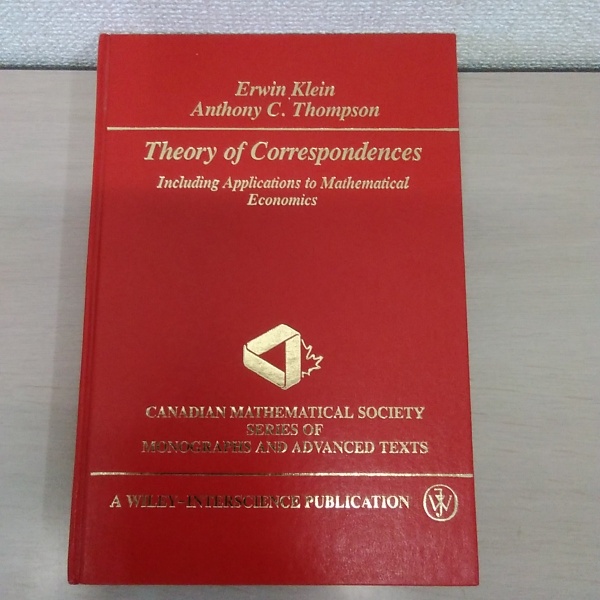 Erwin Klein
Anthony C. Thompson
Theory of Correspondences
Including Applications to Mathematical
Economics
CANADIAN MATHEMATICAL SOCIETY
SERIES OF
MONOGRAPHS AND ADVANCED TEXTS
A WILEY-INTERSCIENCE PUBLICATION